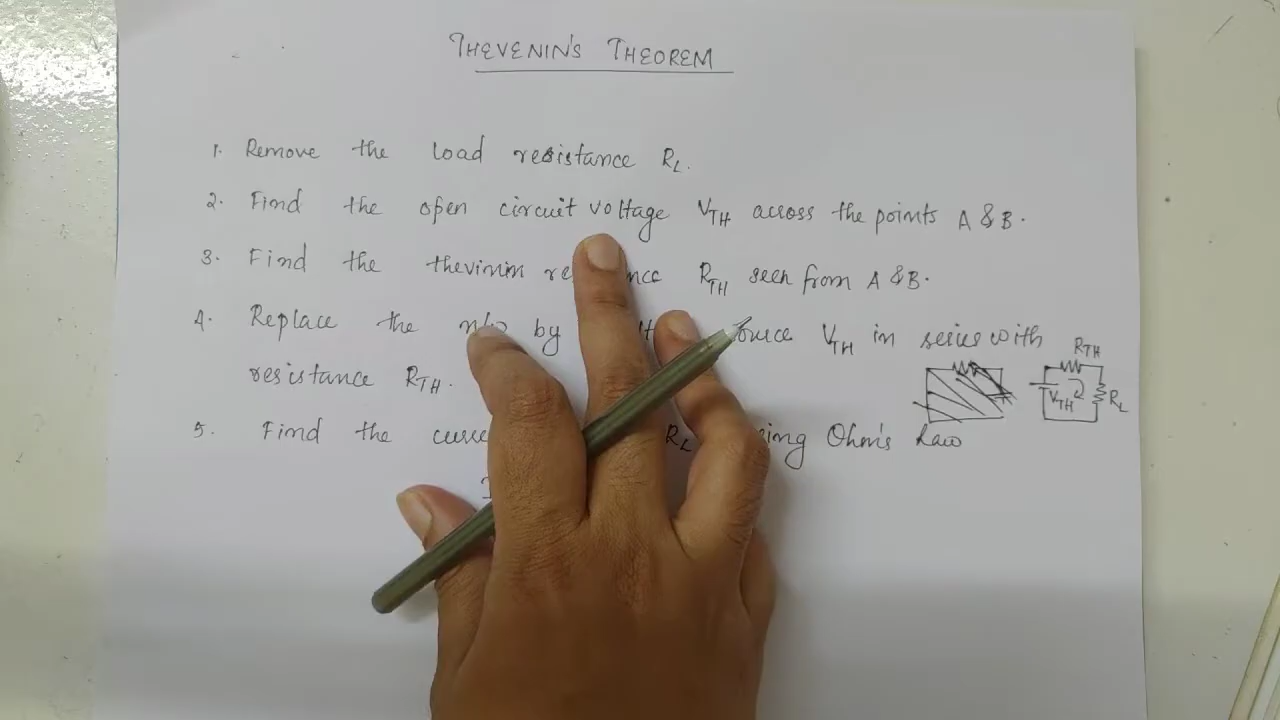 THEVENIN'S THEOREM
1. Remove the load resistance RL.
2. Find the open circuit voltage VTH across the points A & B.
3. Find the thevinin RTH seen from A & B.
4. Replace the n/w by VTH in series with
resistance RTH.
RTH
VTH
RL
5. Find the RL Ohm's Law